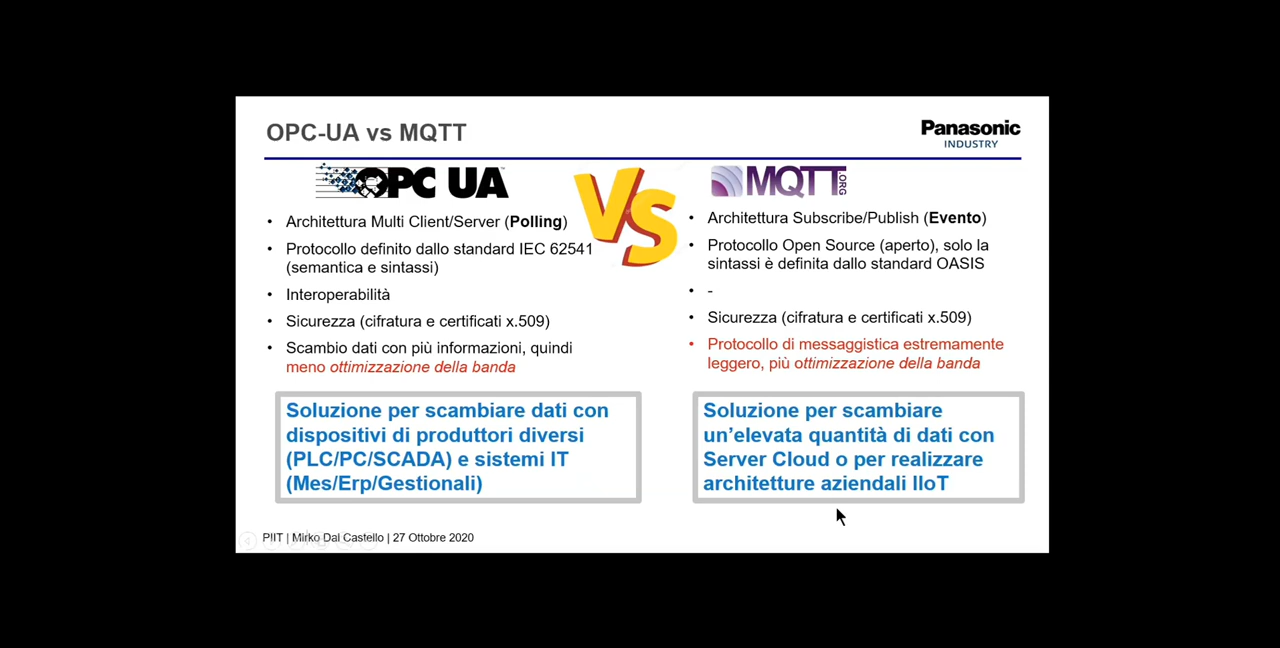 OPC-UA vs MQTT
Panasonic
INDUSTRY
OPC UA
• Architettura Multi Client/Server (Polling)
• Protocollo definito dallo standard IEC 62541
(semantica e sintassi)
• Interoperabilità
• Sicurezza (cifratura e certificati x.509)
• Scambio dati con più informazioni, quindi
meno ottimizzazione della banda
Soluzione per scambiare dati con
dispositivi di produttori diversi
(PLC/PC/SCADA) e sistemi IT
(Mes/Erp/Gestionali)
VS
MQTT.ORG
• Architettura Subscribe/Publish (Evento)
• Protocollo Open Source (aperto), solo la
sintassi è definita dallo standard OASIS
• -
• Sicurezza (cifratura e certificati x.509)
• Protocollo di messaggistica estremamente
leggero, più ottimizzazione della banda
Soluzione per scambiare
un’elevata quantità di dati con
Server Cloud o per realizzare
architetture aziendali IIoT
PIIT | Mirko Dal Castello | 27 Ottobre 2020